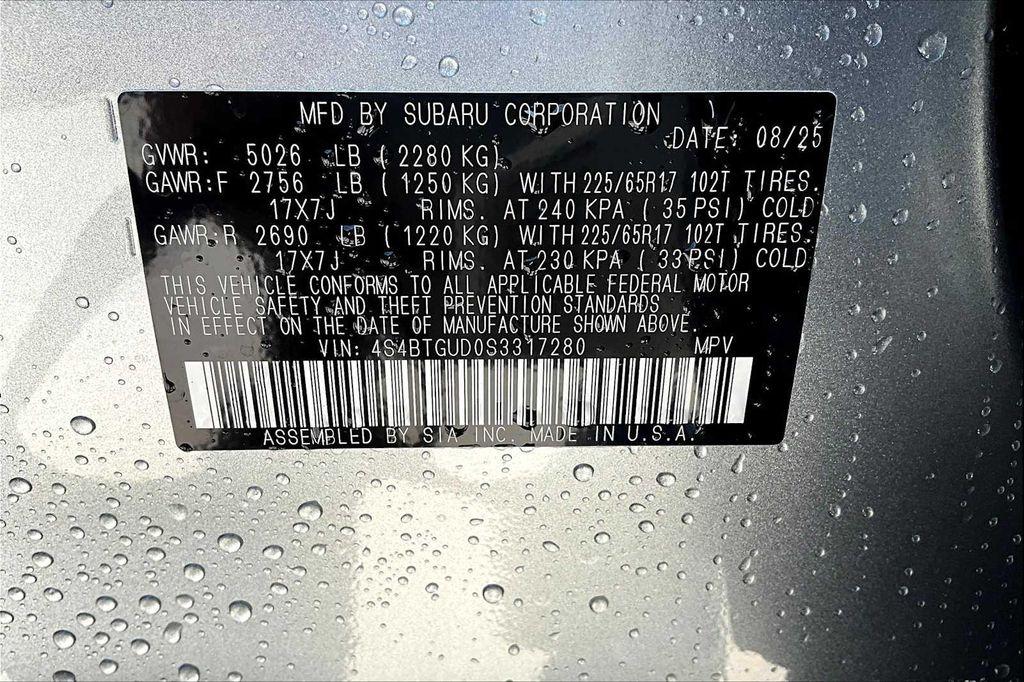 MFD BY SUBARU CORPORATION
DATE: 08/25
GVWR: 5026 LB ( 2280 KG)
GAWR:F 2756 LB ( 1250 KG) WITH 225/65R17 102T TIRES.
17X7J RIMS. AT 240 KPA ( 35 PSI) COLD
GAWR:R 2690 LB ( 1220 KG) WITH 225/65R17 102T TIRES.
17X7J RIMS. AT 230 KPA ( 33 PSI) COLD
THIS VEHICLE CONFORMS TO ALL APPLICABLE FEDERAL MOTOR
VEHICLE SAFETY AND THEFT PREVENTION STANDARDS
IN EFFECT ON THE DATE OF MANUFACTURE SHOWN ABOVE.
VIN: 4S4BTGUD0S3317280 MPV
ASSEMBLED BY SIA INC. MADE IN U.S.A.